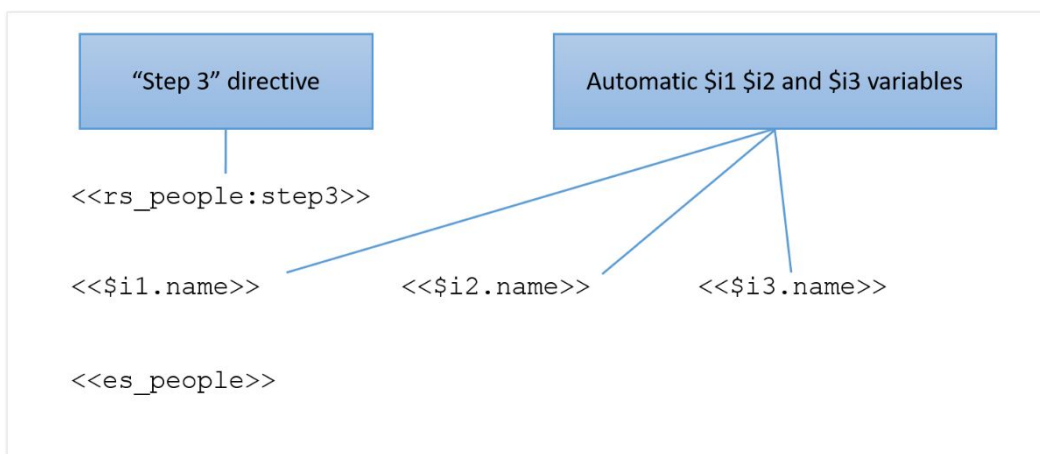 “Step 3” directive
Automatic $i1 $i2 and $i3 variables
<<rs_people:step3>>
<<$i1.name>>
<<$i2.name>>
<<$i3.name>>
<<es_people>>